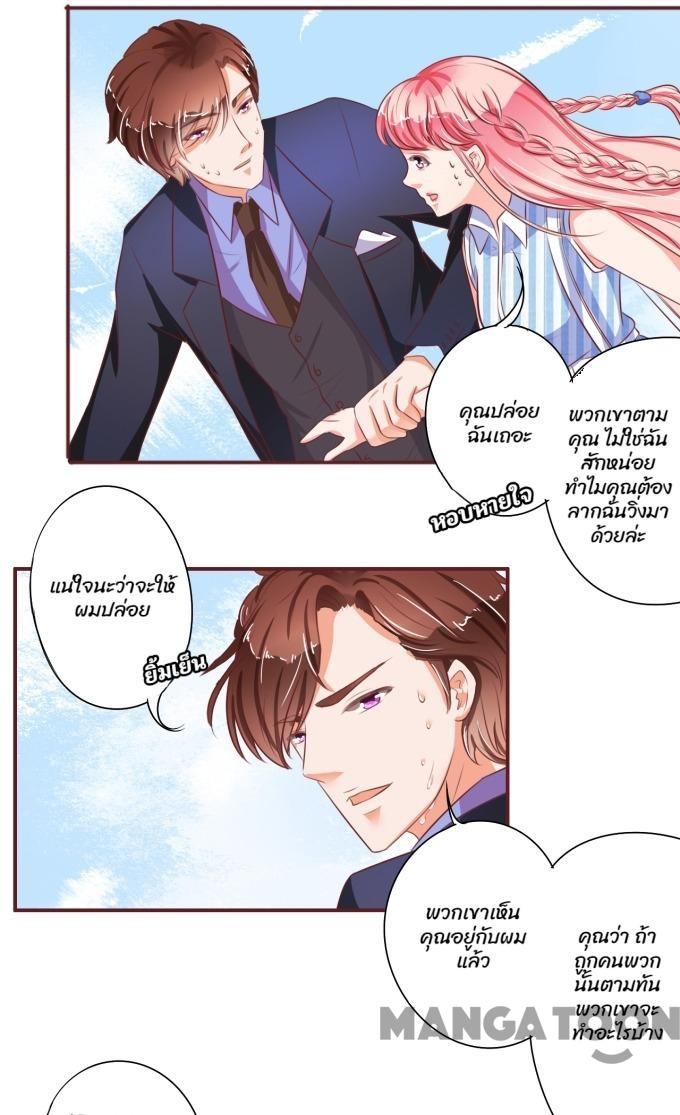 คุณปล่อย
ฉันเถอะ
พวกเขาตาม
คุณ ไม่ใช่ฉัน
สักหน่อย
ทำไมคุณต้อง
ลากฉันวิ่งมา
ด้วยล่ะ
หอบหายใจ
แน่ใจนะว่าจะให้
ผมปล่อย
ยิ้มเย็น
พวกเขาเห็น
คุณอยู่กับผม
แล้ว
คุณว่า ถ้า
ถูกคนพวก
นั้นตามทัน
พวกเขาจะ
ทำอะไรบ้าง
MANGA TOON